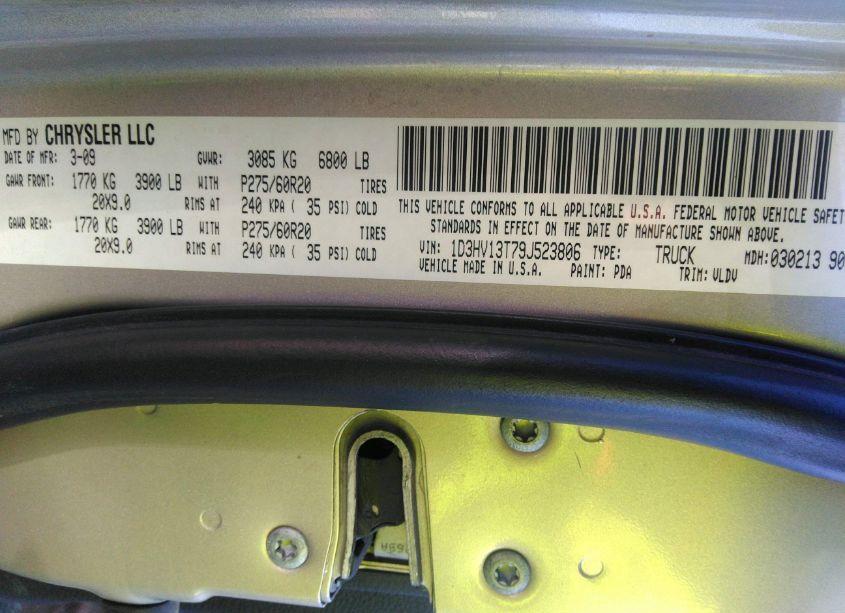 MFD BY CHRYSLER LLC
DATE OF MFR: 3-09 GVWR: 3085 KG 6800 LB
GAWR FRONT: 1770 KG 3900 LB WITH P275/60R20 TIRES
20X9.0 RIMS AT 240 KPA ( 35 PSI) COLD
GAWR REAR: 1770 KG 3900 LB WITH P275/60R20 TIRES
20X9.0 RIMS AT 240 KPA ( 35 PSI) COLD
THIS VEHICLE CONFORMS TO ALL APPLICABLE U.S.A. FEDERAL MOTOR VEHICLE SAFET
STANDARDS IN EFFECT ON THE DATE OF MANUFACTURE SHOWN ABOVE.
VIN: 1D3HV13T79J523806 TYPE: TRUCK MDH: 030213 90
VEHICLE MADE IN U.S.A. PAINT: PDA TRIM: VLDV